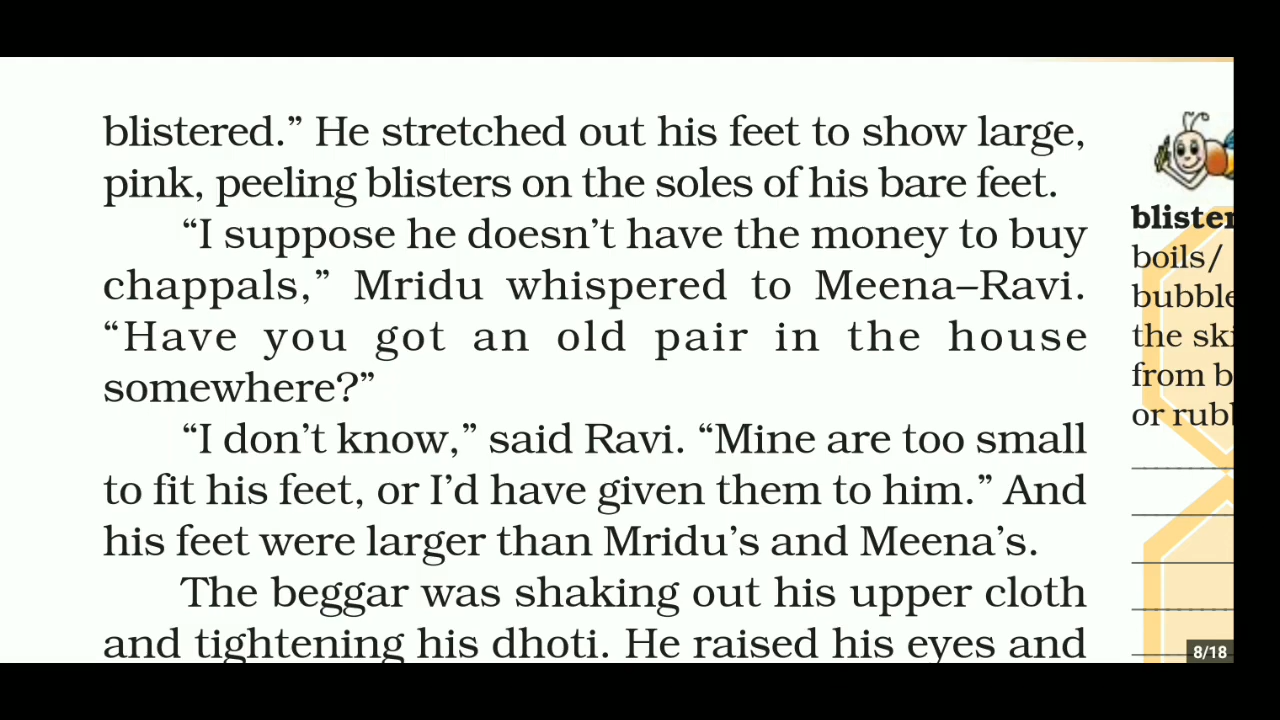 blistered.” He stretched out his feet to show large,
pink, peeling blisters on the soles of his bare feet.
“I suppose he doesn’t have the money to buy
chappals,” Mridu whispered to Meena–Ravi.
“Have you got an old pair in the house
somewhere?”
“I don’t know,” said Ravi. “Mine are too small
to fit his feet, or I’d have given them to him.” And
his feet were larger than Mridu’s and Meena’s.
The beggar was shaking out his upper cloth
and tightening his dhoti. He raised his eyes and
boils/
the
from
or
8/18